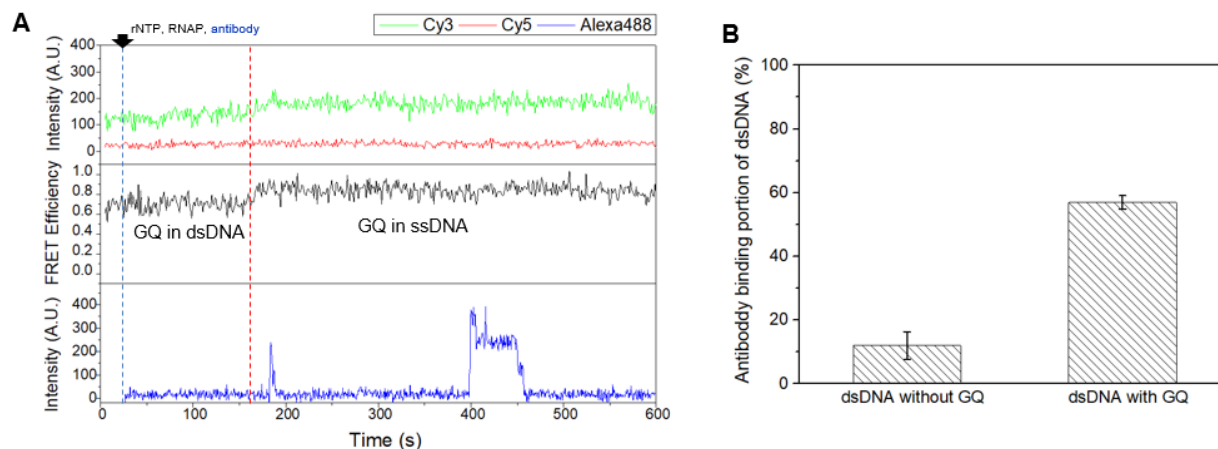 A
rNTP, RNAP, antibody
Cy3 Cy5 Alexa488
Intensity (A.U.)
400
300
200
100
0
FRET Efficiency
1.0
0.8
0.6
0.4
0.2
0.0
GQ in dsDNA
GQ in ssDNA
Intensity (A.U.)
400
300
200
100
0
0 100 200 300 400 500 600
Time (s)
B
Antiboddy binding portion of dsDNA (%)
100
80
60
40
20
0
dsDNA without GQ dsDNA with GQ